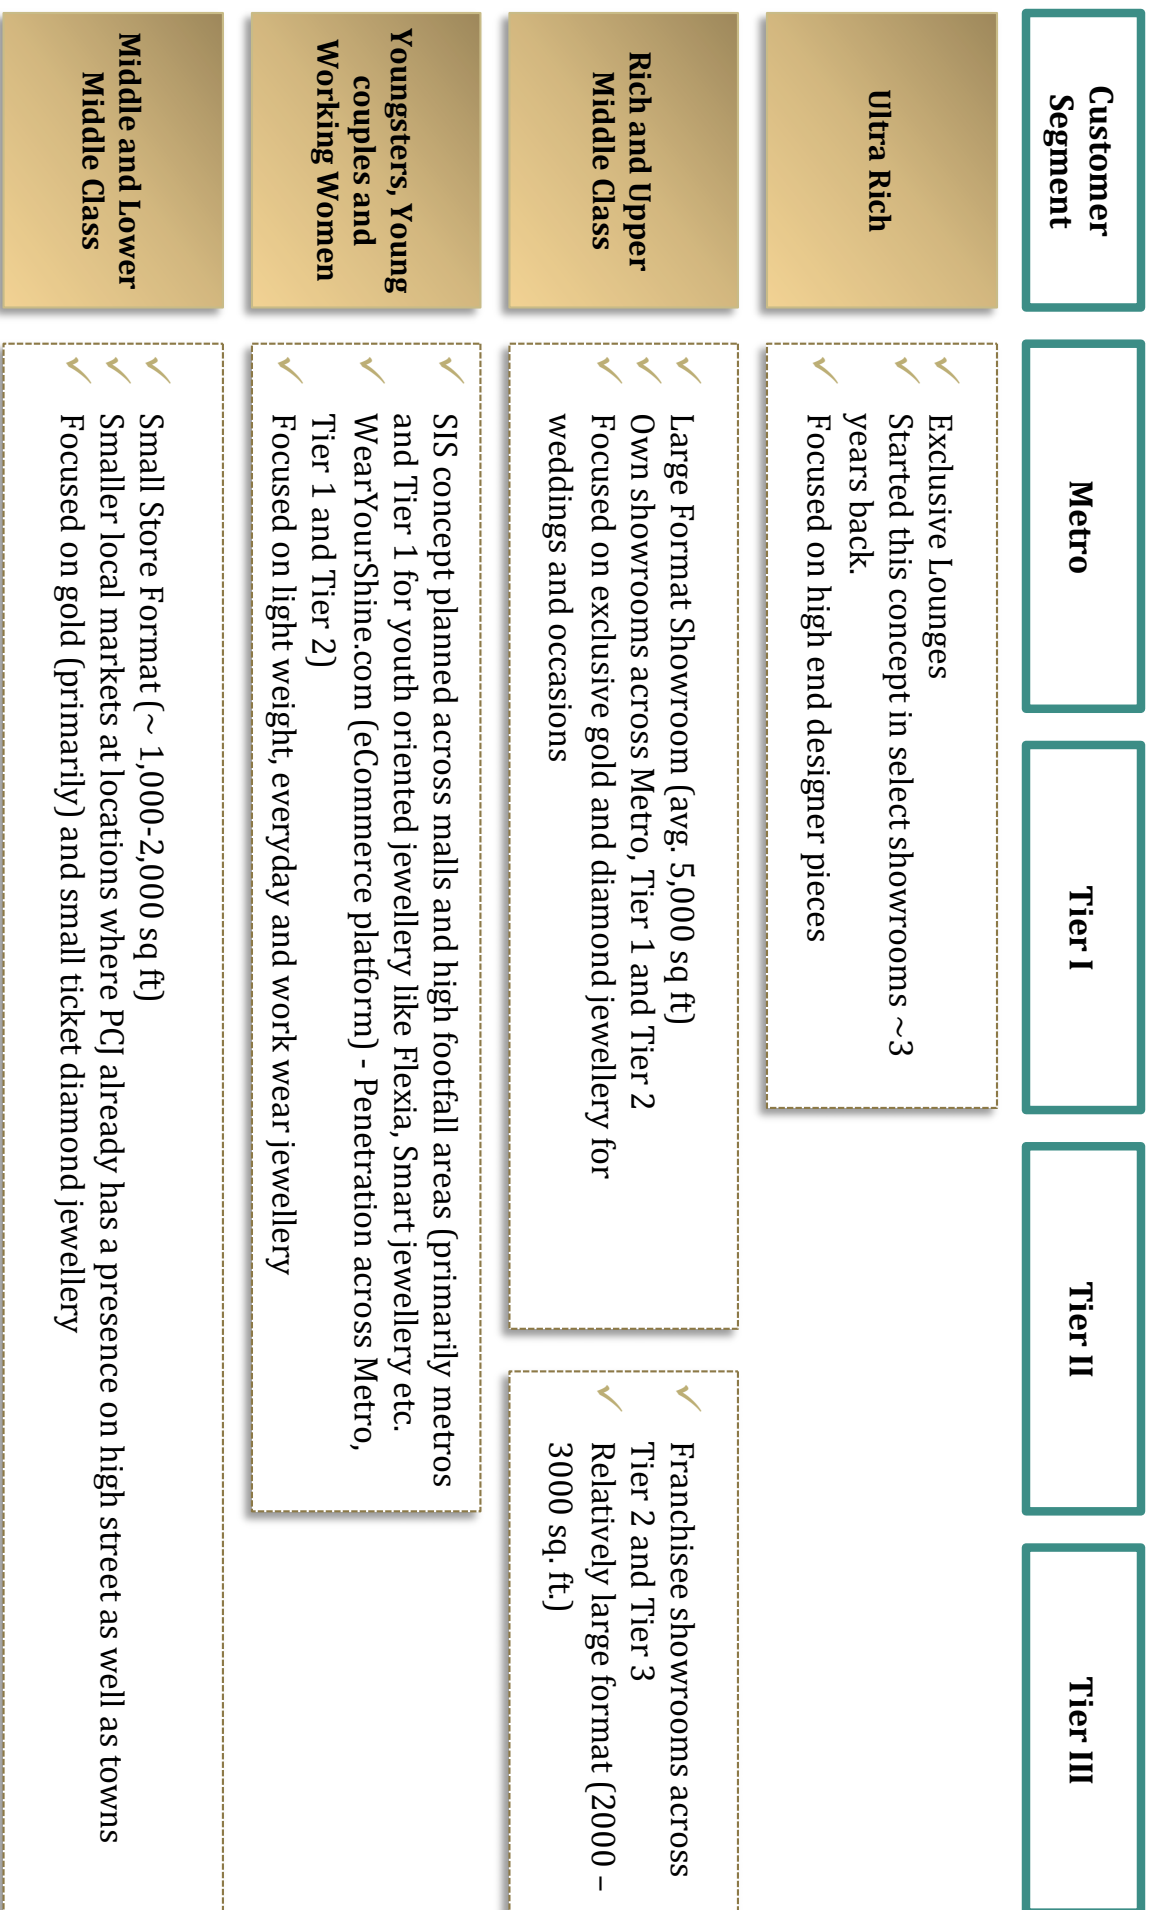 Customer
Segment
Metro
Tier I
Tier II
Tier III
Ultra Rich
Exclusive Lounges
Started this concept in select showrooms ~3
years back.
Focused on high end designer pieces
Rich and Upper
Middle Class
Large Format Showroom (avg. 5,000 sq ft)
Own showrooms across Metro, Tier 1 and Tier 2
Focused on exclusive gold and diamond jewellery for
weddings and occasions
Franchisee showrooms across
Tier 2 and Tier 3
Relatively large format (2000 –
3000 sq. ft.)
Youngsters, Young
couples and
Working Women
SIS concept planned across malls and high footfall areas (primarily metros
and Tier 1 for youth oriented jewellery like Flexia, Smart jewellery etc.
WearYourShine.com (eCommerce platform) - Penetration across Metro,
Tier 1 and Tier 2)
Focused on light weight, everyday and work wear jewellery
Middle and Lower
Middle Class
Small Store Format (~ 1,000-2,000 sq ft)
Smaller local markets at locations where PCJ already has a presence on high street as well as towns
Focused on gold (primarily) and small ticket diamond jewellery